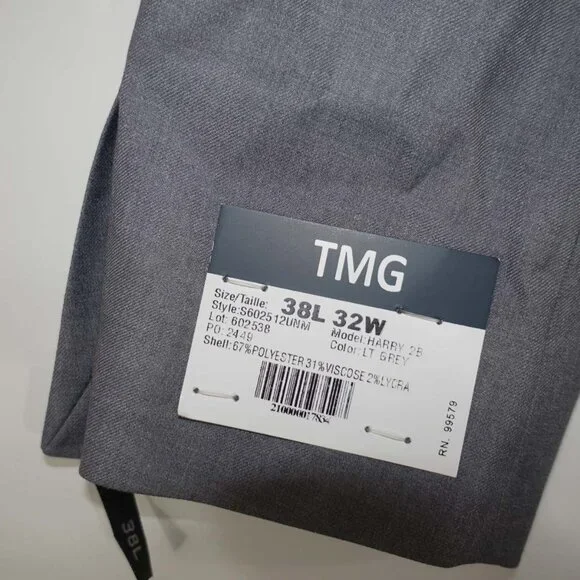 TMG
Size/Taille: 38L 32W
Style:S602512UNM Model:HARRY 2B
Lot: 602538 Color:LT GREY
PO: 2449
Shell:67%POLYESTER 31%VISCOSE 2%LYCRA
210000017834
RN. 99579
38L